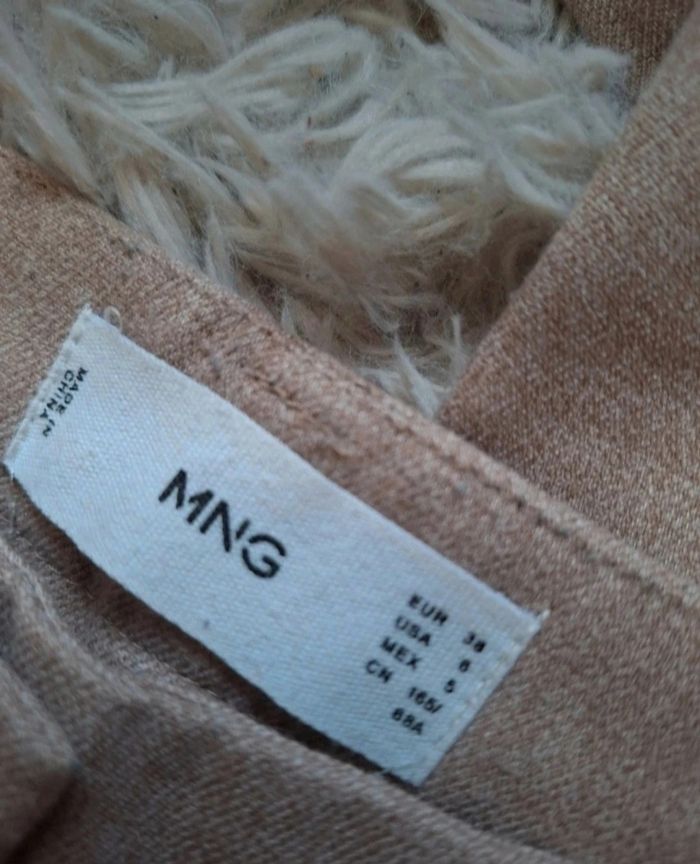 MADE IN
CHINA
MNG
EUR 38
USA 6
MEX 5
CN 165/
68A